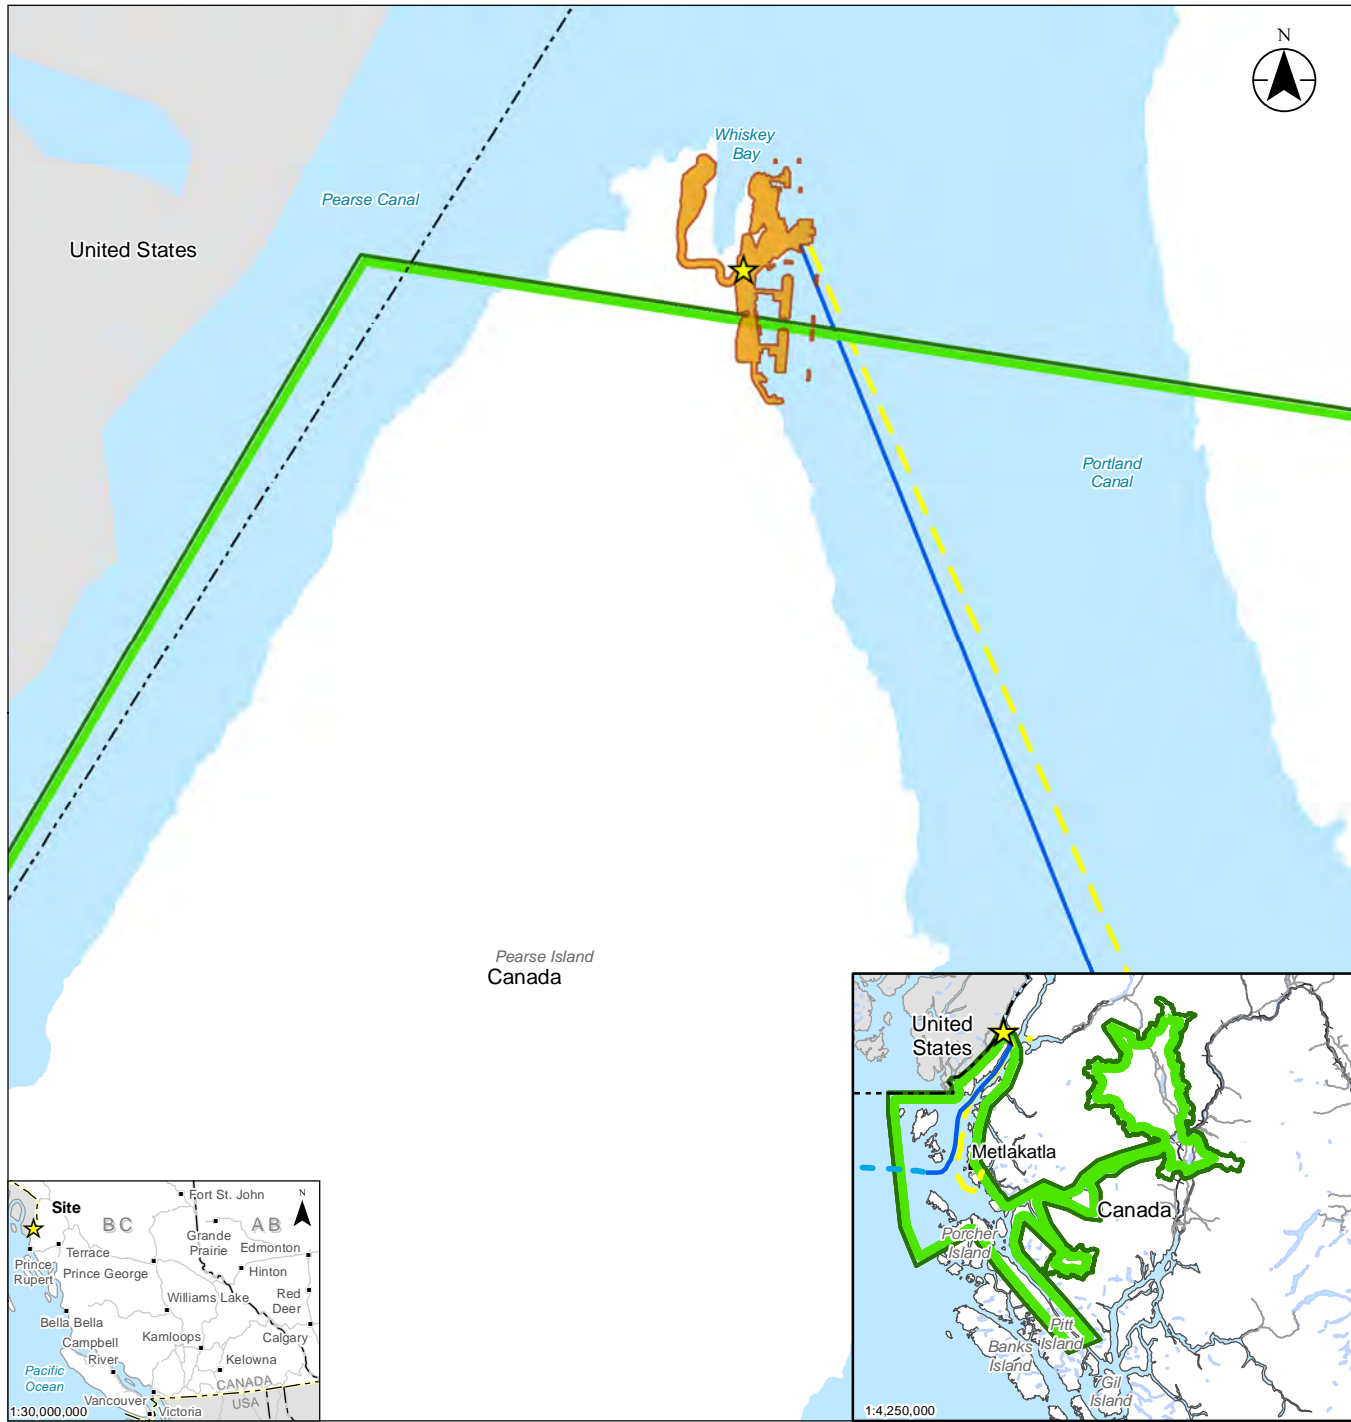 N
Whiskey
Bay
Pearse Canal
United States
Portland
Canal
Pearse Island
Canada
United
States
Metlakatla
Canada
Porcher
Island
Pitt
Island
Banks
Island
Gil
Island
1:4,250,000
N
Site
Fort St. John
BC
AB
Grande
Prairie
Edmonton
Terrace
Prince
Rupert
Prince George
Hinton
Red
Deer
Williams Lake
Bella Bella
Campbell
River
Kamloops
Calgary
Kelowna
Pacific
Ocean
CANADA
USA
Vancouver
Victoria
1:30,000,000